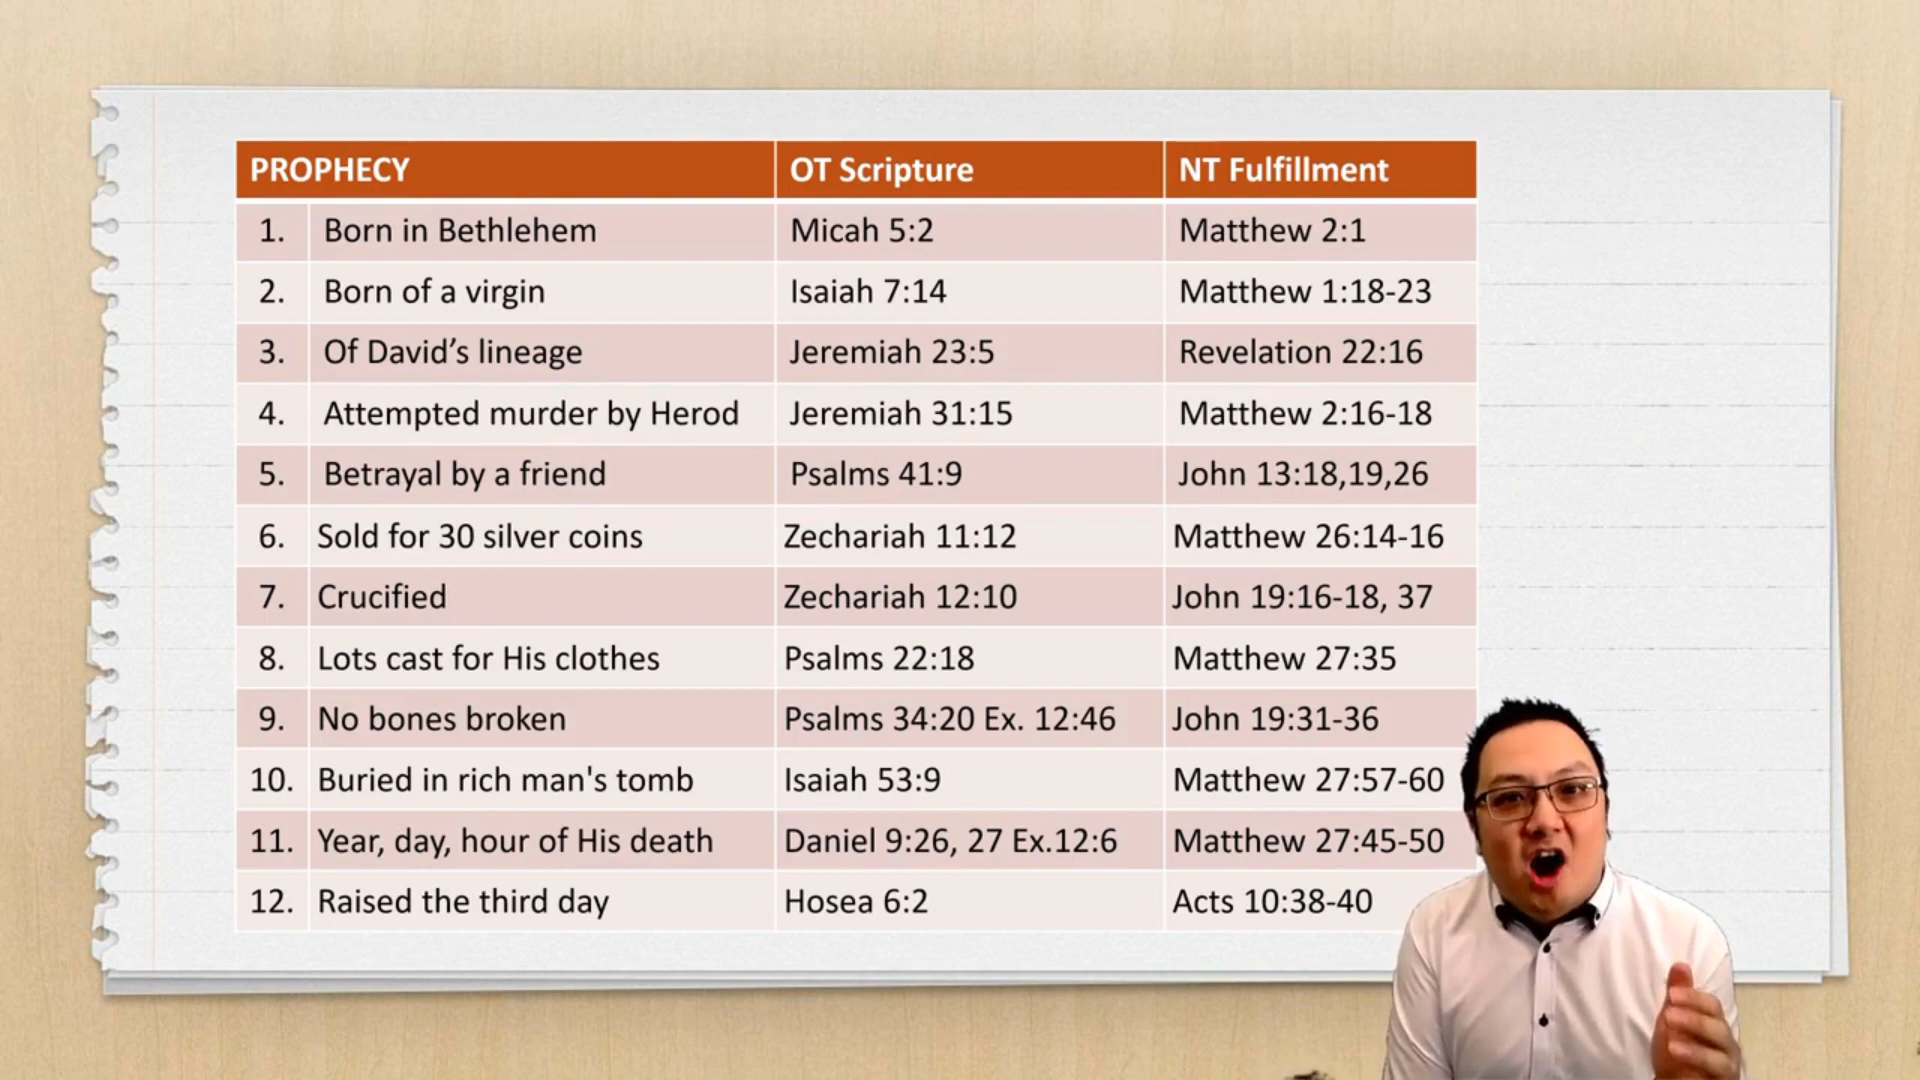 PROPHECY OT Scripture NT Fulfillment
1. Born in Bethlehem Micah 5:2 Matthew 2:1
2. Born of a virgin Isaiah 7:14 Matthew 1:18-23
3. Of David’s lineage Jeremiah 23:5 Revelation 22:16
4. Attempted murder by Herod Jeremiah 31:15 Matthew 2:16-18
5. Betrayal by a friend Psalms 41:9 John 13:18,19,26
6. Sold for 30 silver coins Zechariah 11:12 Matthew 26:14-16
7. Crucified Zechariah 12:10 John 19:16-18, 37
8. Lots cast for His clothes Psalms 22:18 Matthew 27:35
9. No bones broken Psalms 34:20 Ex. 12:46 John 19:31-36
10. Buried in rich man's tomb Isaiah 53:9 Matthew 27:57-60
11. Year, day, hour of His death Daniel 9:26, 27 Ex.12:6 Matthew 27:45-50
12. Raised the third day Hosea 6:2 Acts 10:38-40